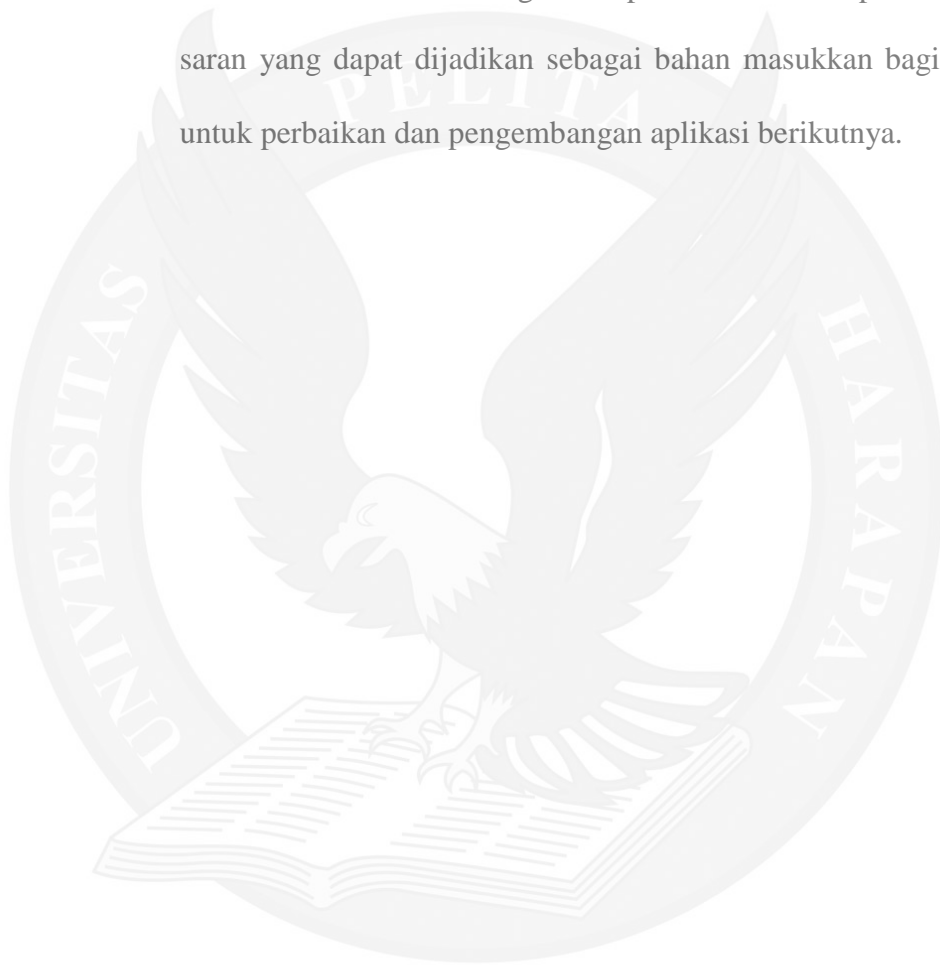 saran yang dapat dijadikan sebagai bahan masukkan bagi
untuk perbaikan dan pengembangan aplikasi berikutnya.
UNIVERSITAS PELITA HARAPAN